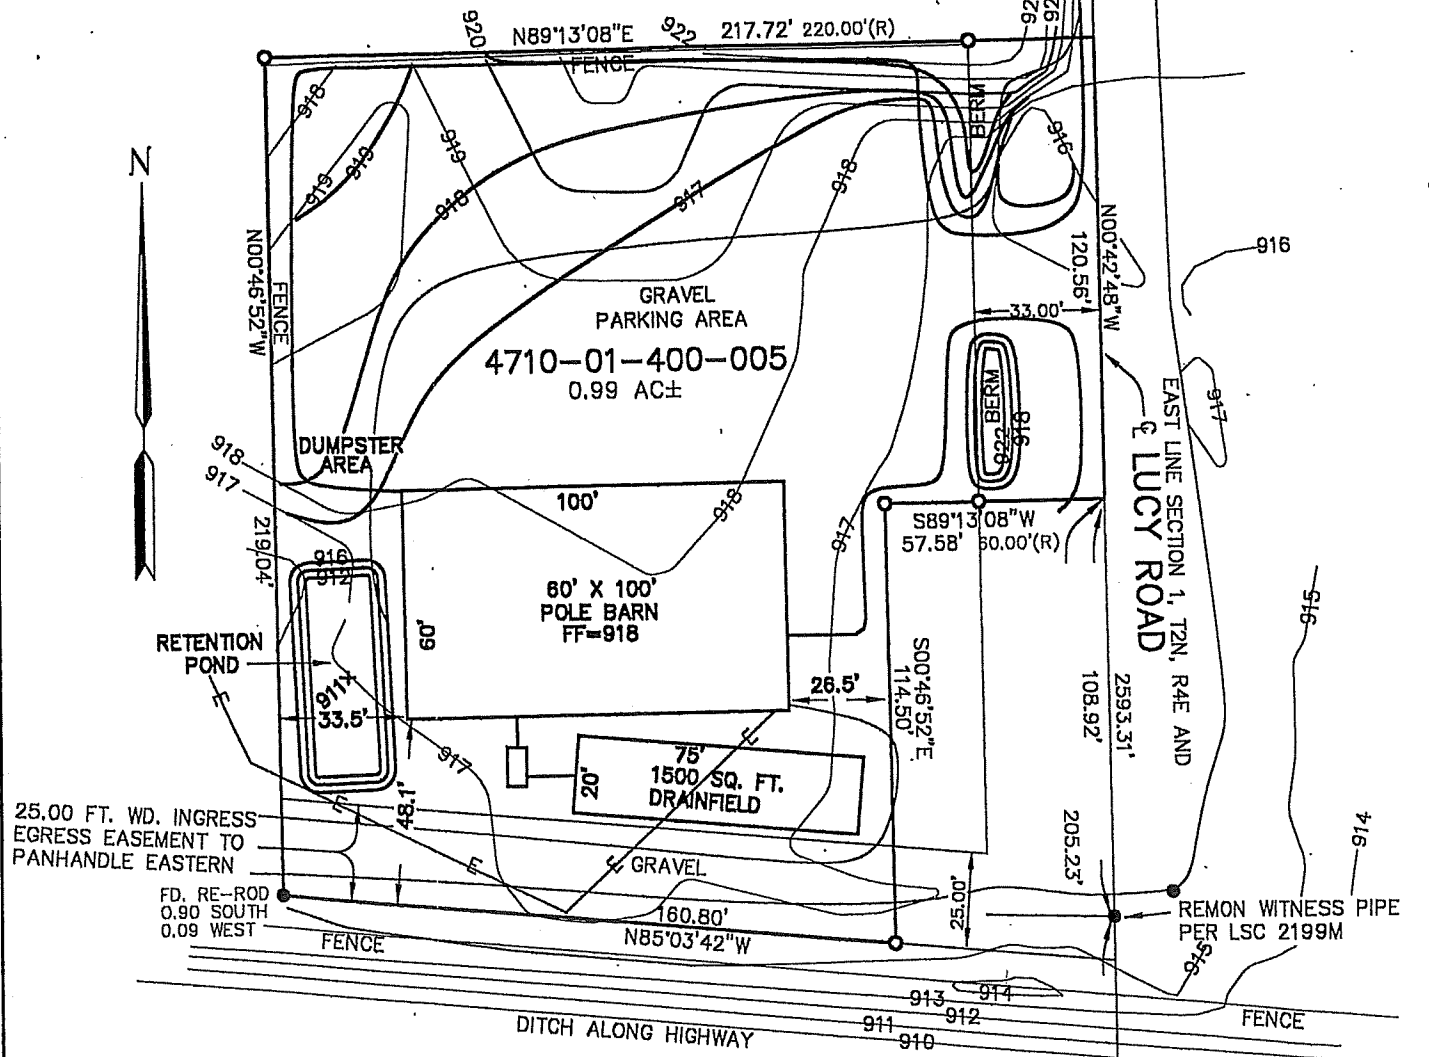 N89°13'08"E
217.72' 220.00'(R)
920
922
FENCE
BERM
918
919
919
919
918
917
918
916
N
N00°46'52"W
FENCE
N00°42'48"W
120.56'
33.00'
916
GRAVEL
PARKING AREA
4710-01-400-005
0.99 AC±
BERM
922
918
917
EAST LINE SECTION 1, T2N, R4E AND
℄ LUCY ROAD
DUMPSTER
AREA
918
917
219.04'
100'
918
917
S89°13'08"W
57.58' 60.00'(R)
916
912
60' X 100'
POLE BARN
FF=918
60'
RETENTION
POND
911X
33.5'
26.5'
S00°46'52"E
114.50'
2593.31'
108.92'
915
E
E
917
48.1'
75'
1500 SQ. FT.
DRAINFIELD
20'
25.00 FT. WD. INGRESS
EGRESS EASEMENT TO
PANHANDLE EASTERN
E
E
E
GRAVEL
205.23'
914
FD. RE-ROD
0.90 SOUTH
0.09 WEST
160.80'
N85°03'42"W
25.00'
REMON WITNESS PIPE
PER LSC 2199M
FENCE
915
913
914
912
911
910
FENCE
DITCH ALONG HIGHWAY